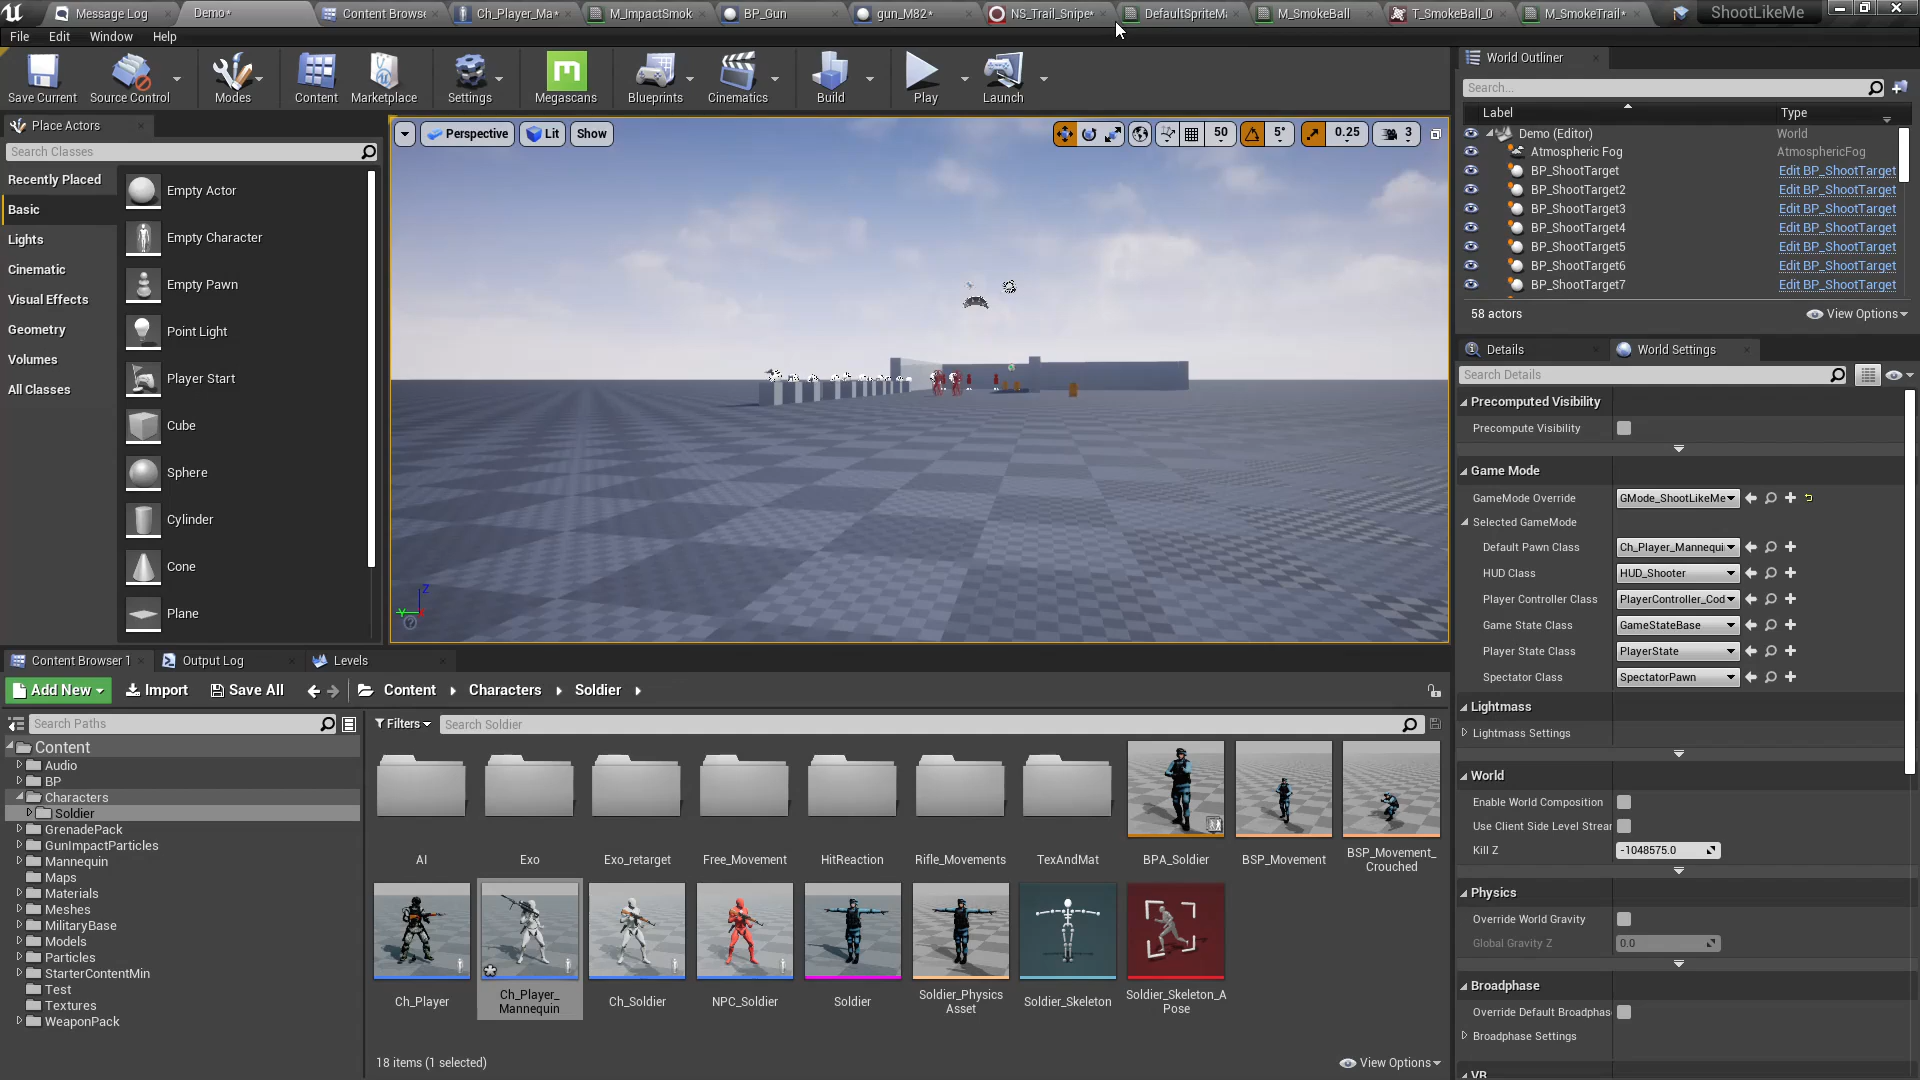 Message Log
Demo*
Content Browse
Ch_Player_Ma*
M_ImpactSmok
BP_Gun
gun_M82*
NS_Trail_Snipe*
DefaultSpriteMa
M_SmokeBall
T_SmokeBall_0
M_SmokeTrail*
ShootLikeMe
File
Edit
Window
Help
Save Current
Source Control
Modes
Content
Marketplace
Settings
Megascans
Blueprints
Cinematics
Build
Play
Launch
Place Actors
Search Classes
Recently Placed
Basic
Lights
Cinematic
Visual Effects
Geometry
Volumes
All Classes
Empty Actor
Empty Character
Empty Pawn
Point Light
Player Start
Cube
Sphere
Cylinder
Cone
Plane
Perspective
Lit
Show
50
5°
0.25
3
Z
Y
World Outliner
Search...
Label
Type
Demo (Editor)
World
Atmospheric Fog
AtmosphericFog
BP_ShootTarget
Edit BP_ShootTarget
BP_ShootTarget2
Edit BP_ShootTarget
BP_ShootTarget3
Edit BP_ShootTarget
BP_ShootTarget4
Edit BP_ShootTarget
BP_ShootTarget5
Edit BP_ShootTarget
BP_ShootTarget6
Edit BP_ShootTarget
BP_ShootTarget7
Edit BP_ShootTarget
58 actors
View Options
Details
World Settings
Search Details
Precomputed Visibility
Precompute Visibility
Game Mode
GameMode Override
GMode_ShootLikeMe
Selected GameMode
Default Pawn Class
Ch_Player_Mannequi
HUD Class
HUD_Shooter
Player Controller Class
PlayerController_Cod
Game State Class
GameStateBase
Player State Class
PlayerState
Spectator Class
SpectatorPawn
Lightmass
Lightmass Settings
World
Enable World Composition
Use Client Side Level Strear
Kill Z
-1048575.0
Physics
Override World Gravity
Global Gravity Z
0.0
Broadphase
Override Default Broadphas
Broadphase Settings
VR
Content Browser 1
Output Log
Levels
Add New
Import
Save All
Content
Characters
Soldier
Search Paths
Filters
Search Soldier
Content
Audio
BP
Characters
Soldier
GrenadePack
GunImpactParticles
Mannequin
Maps
Materials
Meshes
MilitaryBase
Models
Particles
StarterContentMin
Test
Textures
WeaponPack
AI
Exo
Exo_retarget
Free_Movement
HitReaction
Rifle_Movements
TexAndMat
BPA_Soldier
BSP_Movement
BSP_Movement_
Crouched
Ch_Player
Ch_Player_
Mannequin
Ch_Soldier
NPC_Soldier
Soldier
Soldier_Physics
Asset
Soldier_Skeleton
Soldier_Skeleton_A
Pose
18 items (1 selected)
View Options